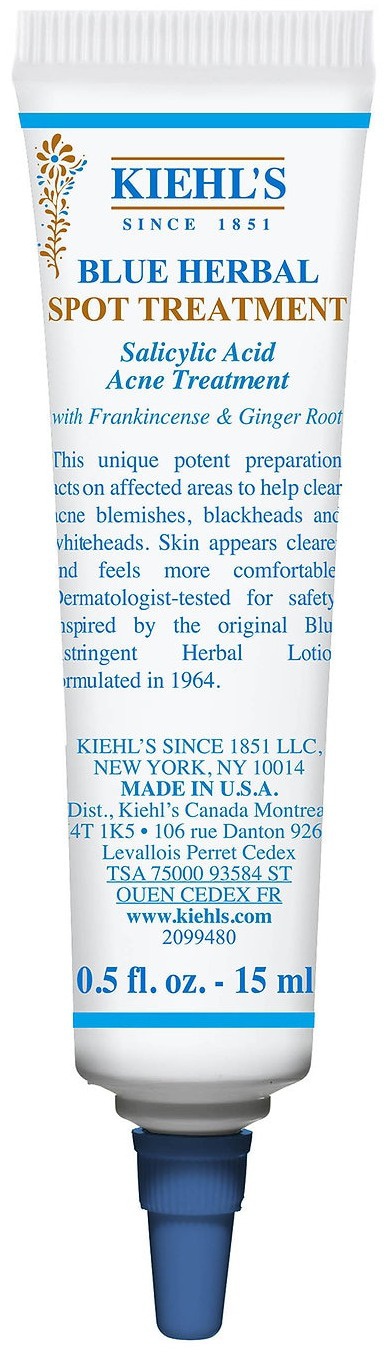 KIEHL'S
SINCE 1851
BLUE HERBAL
SPOT TREATMENT
Salicylic Acid
Acne Treatment
with Frankincense & Ginger Root
This unique potent preparation
acts on affected areas to help clear
acne blemishes, blackheads and
whiteheads. Skin appears cleare
and feels more comfortable
Dermatologist-tested for safety
nspired by the original Blu
stringent Herbal Lotio
ormulated in 1964.
KIEHL'S SINCE 1851 LLC,
NEW YORK, NY 10014
MADE IN U.S.A.
Dist., Kiehl's Canada Montrea
4T 1K5 • 106 rue Danton 926
Levallois Perret Cedex
TSA 75000 93584 ST
OUEN CEDEX FR
www.kiehls.com
2099480
0.5 fl. oz. - 15 ml